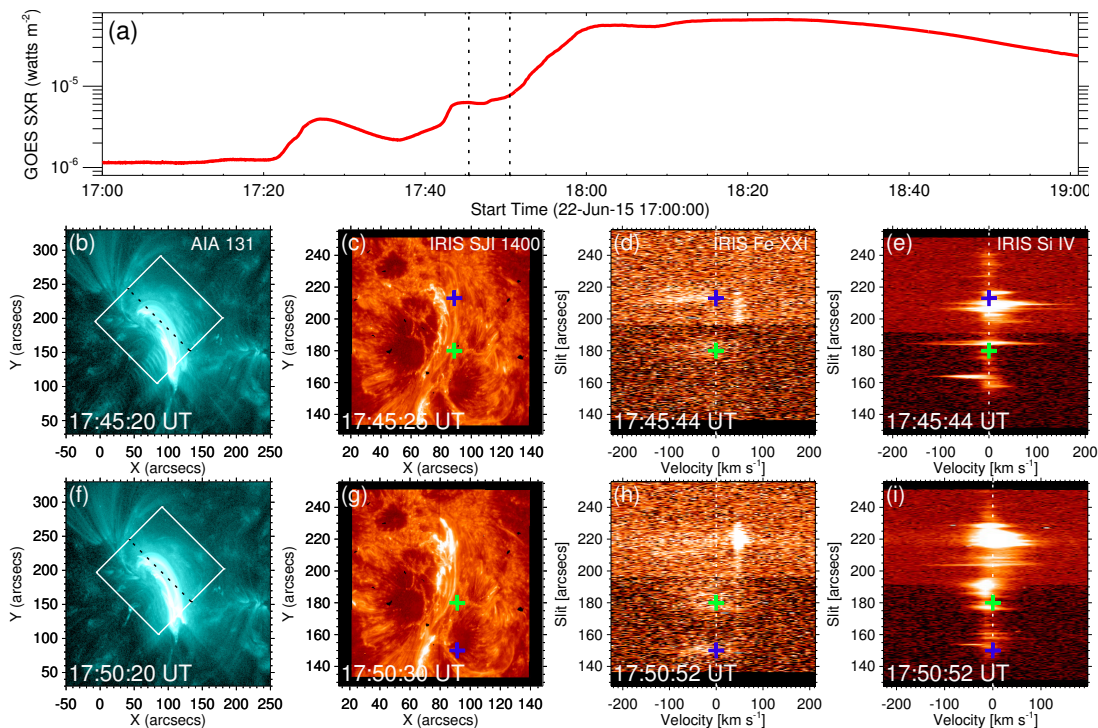 (a)
GOES SXR (watts m⁻²)
10⁻⁵
10⁻⁶
17:00 17:20 17:40 18:00 18:20 18:40 19:00
Start Time (22-Jun-15 17:00:00)
(b) AIA 131
17:45:20 UT
Y (arcsecs)
300
250
200
150
100
50
-50 0 50 100 150 200 250
X (arcsecs)
(c) IRIS SJI 1400
17:45:25 UT
Y (arcsecs)
240
220
200
180
160
140
20 40 60 80 100 120 140
X (arcsecs)
(d) IRIS Fe XXI
17:45:44 UT
Slit [arcsecs]
240
220
200
180
160
140
-200 -100 0 100 200
Velocity [km s⁻¹]
(e) IRIS Si IV
17:45:44 UT
Slit [arcsecs]
240
220
200
180
160
140
-200 -100 0 100 200
Velocity [km s⁻¹]
(f)
17:50:20 UT
Y (arcsecs)
300
250
200
150
100
50
-50 0 50 100 150 200 250
X (arcsecs)
(g)
17:50:30 UT
Y (arcsecs)
240
220
200
180
160
140
20 40 60 80 100 120 140
X (arcsecs)
(h)
17:50:52 UT
Slit [arcsecs]
240
220
200
180
160
140
-200 -100 0 100 200
Velocity [km s⁻¹]
(i)
17:50:52 UT
Slit [arcsecs]
240
220
200
180
160
140
-200 -100 0 100 200
Velocity [km s⁻¹]